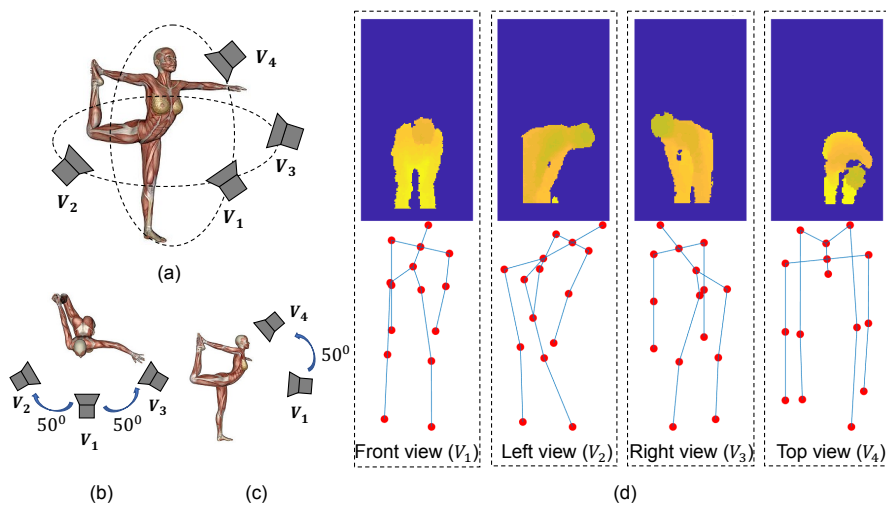 V₄
V₃
V₂
V₁
(a)
V₂
V₃
V₁
50⁰
50⁰
(b)
V₄
50⁰
V₁
(c)
Front view (V₁)
Left view (V₂)
Right view (V₃)
Top view (V₄)
(d)